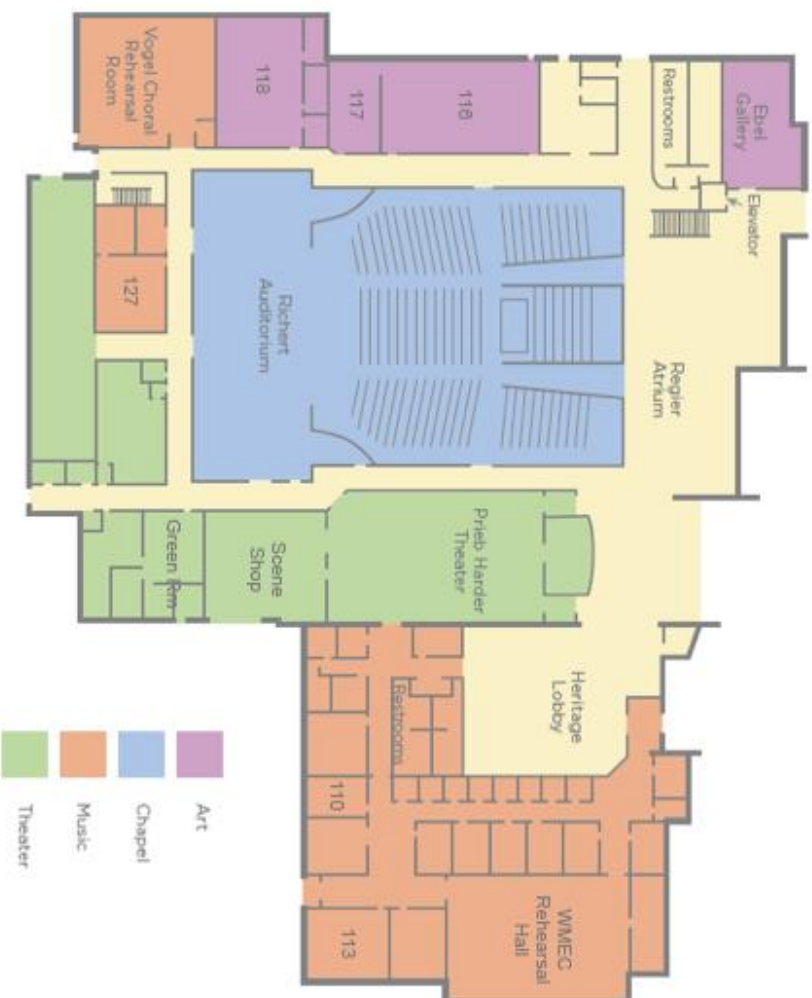 Vogel Choral
Rehearsal
Room
118
117
116
Restrooms
Ebel
Gallery
Elevator
127
Richert
Auditorium
Regier
Atrium
Green Rm
Scene
Shop
Prieb Harder
Theater
Heritage
Lobby
Restrooms
110
113
WMEC
Rehearsal
Hall
Art
Chapel
Music
Theater